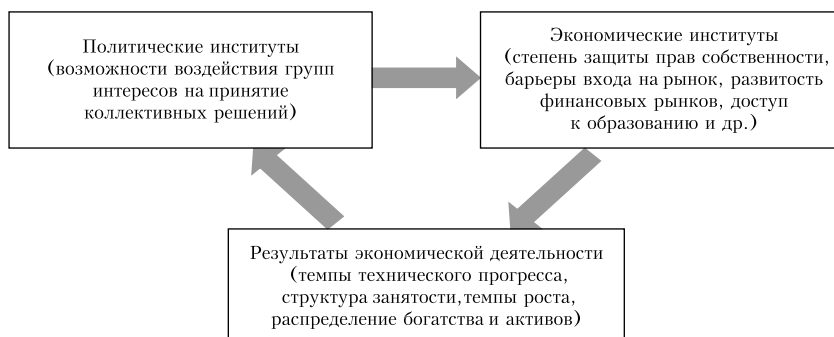 Политические институты
(возможности воздействия групп
интересов на принятие
коллективных решений)
Экономические институты
(степень защиты прав собственности,
барьеры входа на рынок, развитость
финансовых рынков, доступ
к образованию и др.)
Результаты экономической деятельности
(темпы технического прогресса,
структура занятости, темпы роста,
распределение богатства и активов)